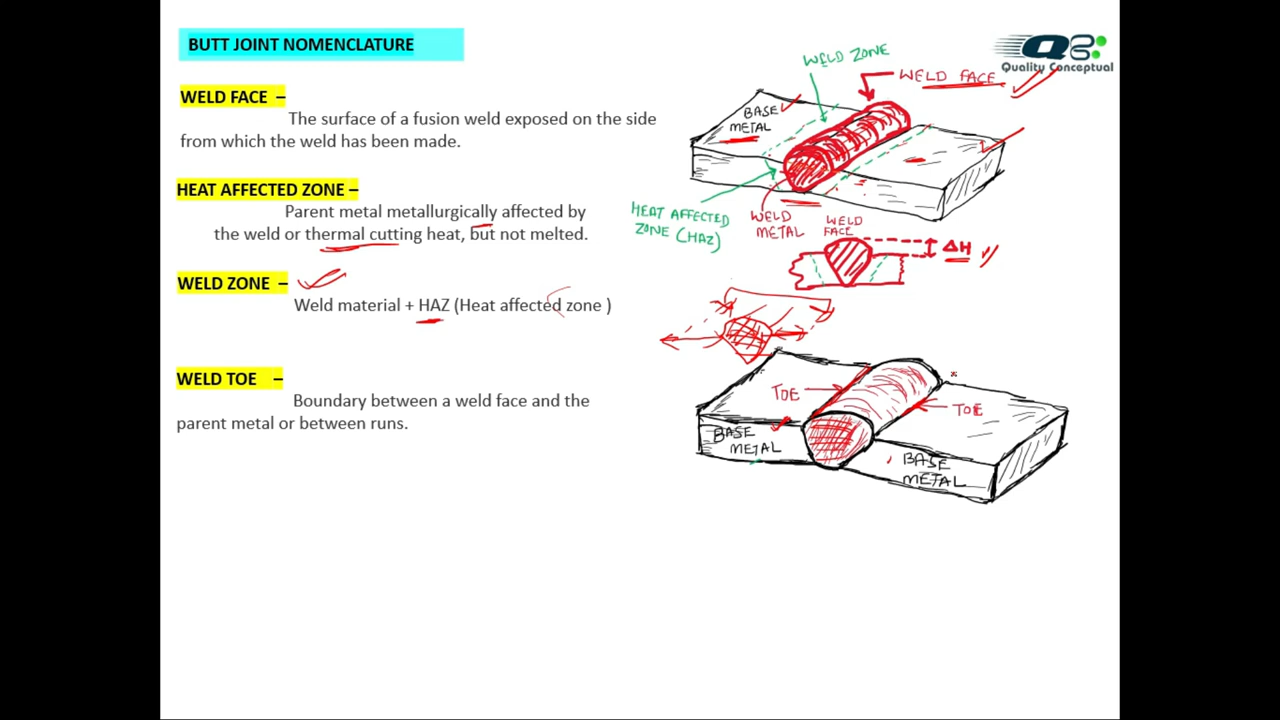 BUTT JOINT NOMENCLATURE
Quality Conceptual
WELD FACE –
The surface of a fusion weld exposed on the side
from which the weld has been made.
HEAT AFFECTED ZONE –
Parent metal metallurgically affected by
the weld or thermal cutting heat, but not melted.
WELD ZONE –
Weld material + HAZ (Heat affected zone )
WELD TOE –
Boundary between a weld face and the
parent metal or between runs.
WELD ZONE
WELD FACE
BASE
METAL
HEAT AFFECTED
ZONE (HAZ)
WELD
METAL
WELD
FACE
ΔH
TOE
TOE
BASE
METAL
BASE
METAL